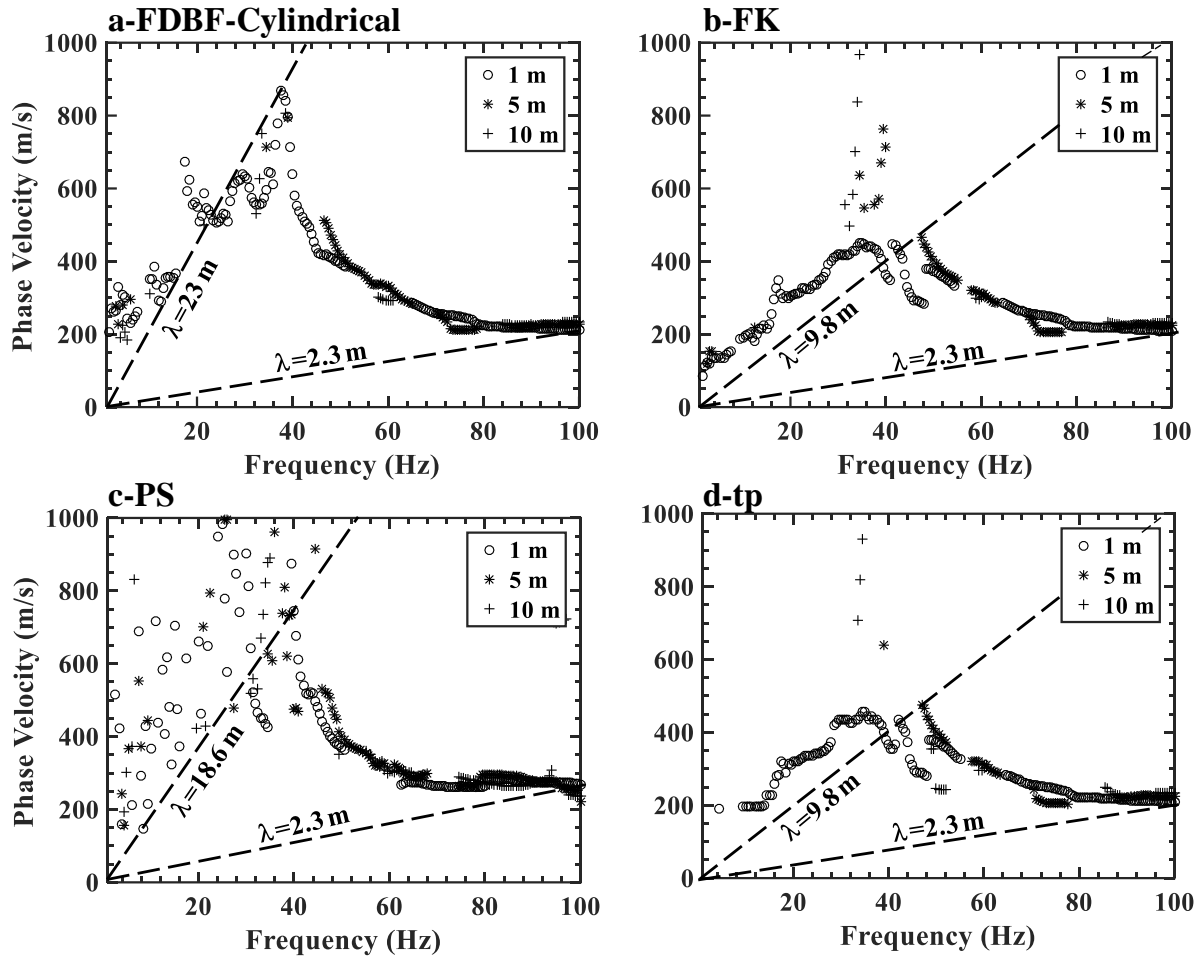 a-FDBF-Cylindrical
1000
800
600
400
200
0
20
40
60
80
100
Phase Velocity (m/s)
Frequency (Hz)
1 m
5 m
10 m
λ=23 m
λ=2.3 m
b-FK
1000
800
600
400
200
0
20
40
60
80
100
Frequency (Hz)
1 m
5 m
10 m
λ=9.8 m
λ=2.3 m
c-PS
1000
800
600
400
200
0
20
40
60
80
100
Phase Velocity (m/s)
Frequency (Hz)
1 m
5 m
10 m
λ=18.6 m
λ=2.3 m
d-tp
1000
800
600
400
200
0
20
40
60
80
100
Frequency (Hz)
1 m
5 m
10 m
λ=9.8 m
λ=2.3 m